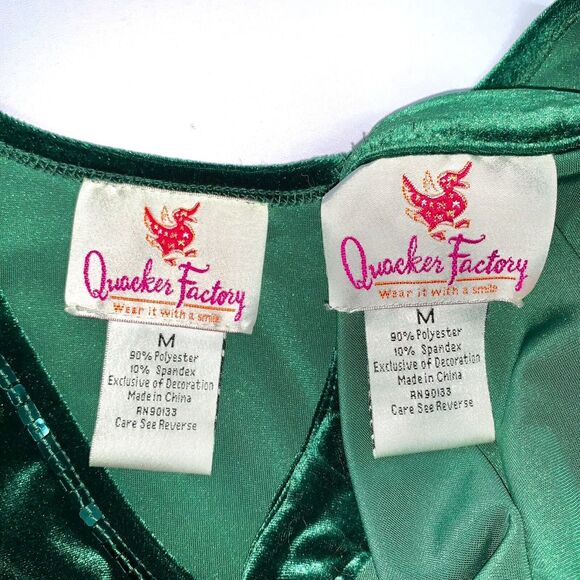 Quacker Factory
Wear it with a smile
M
90% Polyester
10% Spandex
Exclusive of Decoration
Made in China
RN90133
Care See Reverse
Quacker Factory
Wear it with a smile
M
90% Polyester
10% Spandex
Exclusive of Decoration
Made in China
RN90133
Care See Reverse